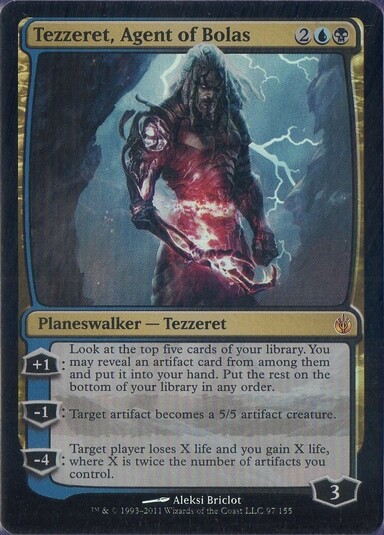 Tezzeret, Agent of Bolas 2
Planeswalker — Tezzeret
+1: Look at the top five cards of your library. You
may reveal an artifact card from among them
and put it into your hand. Put the rest on the
bottom of your library in any order.
-1: Target artifact becomes a 5/5 artifact creature.
-4: Target player loses X life and you gain X life,
where X is twice the number of artifacts you
control.
3
Aleksi Briclot
™ & © 1993–2011 Wizards of the Coast LLC 97/155